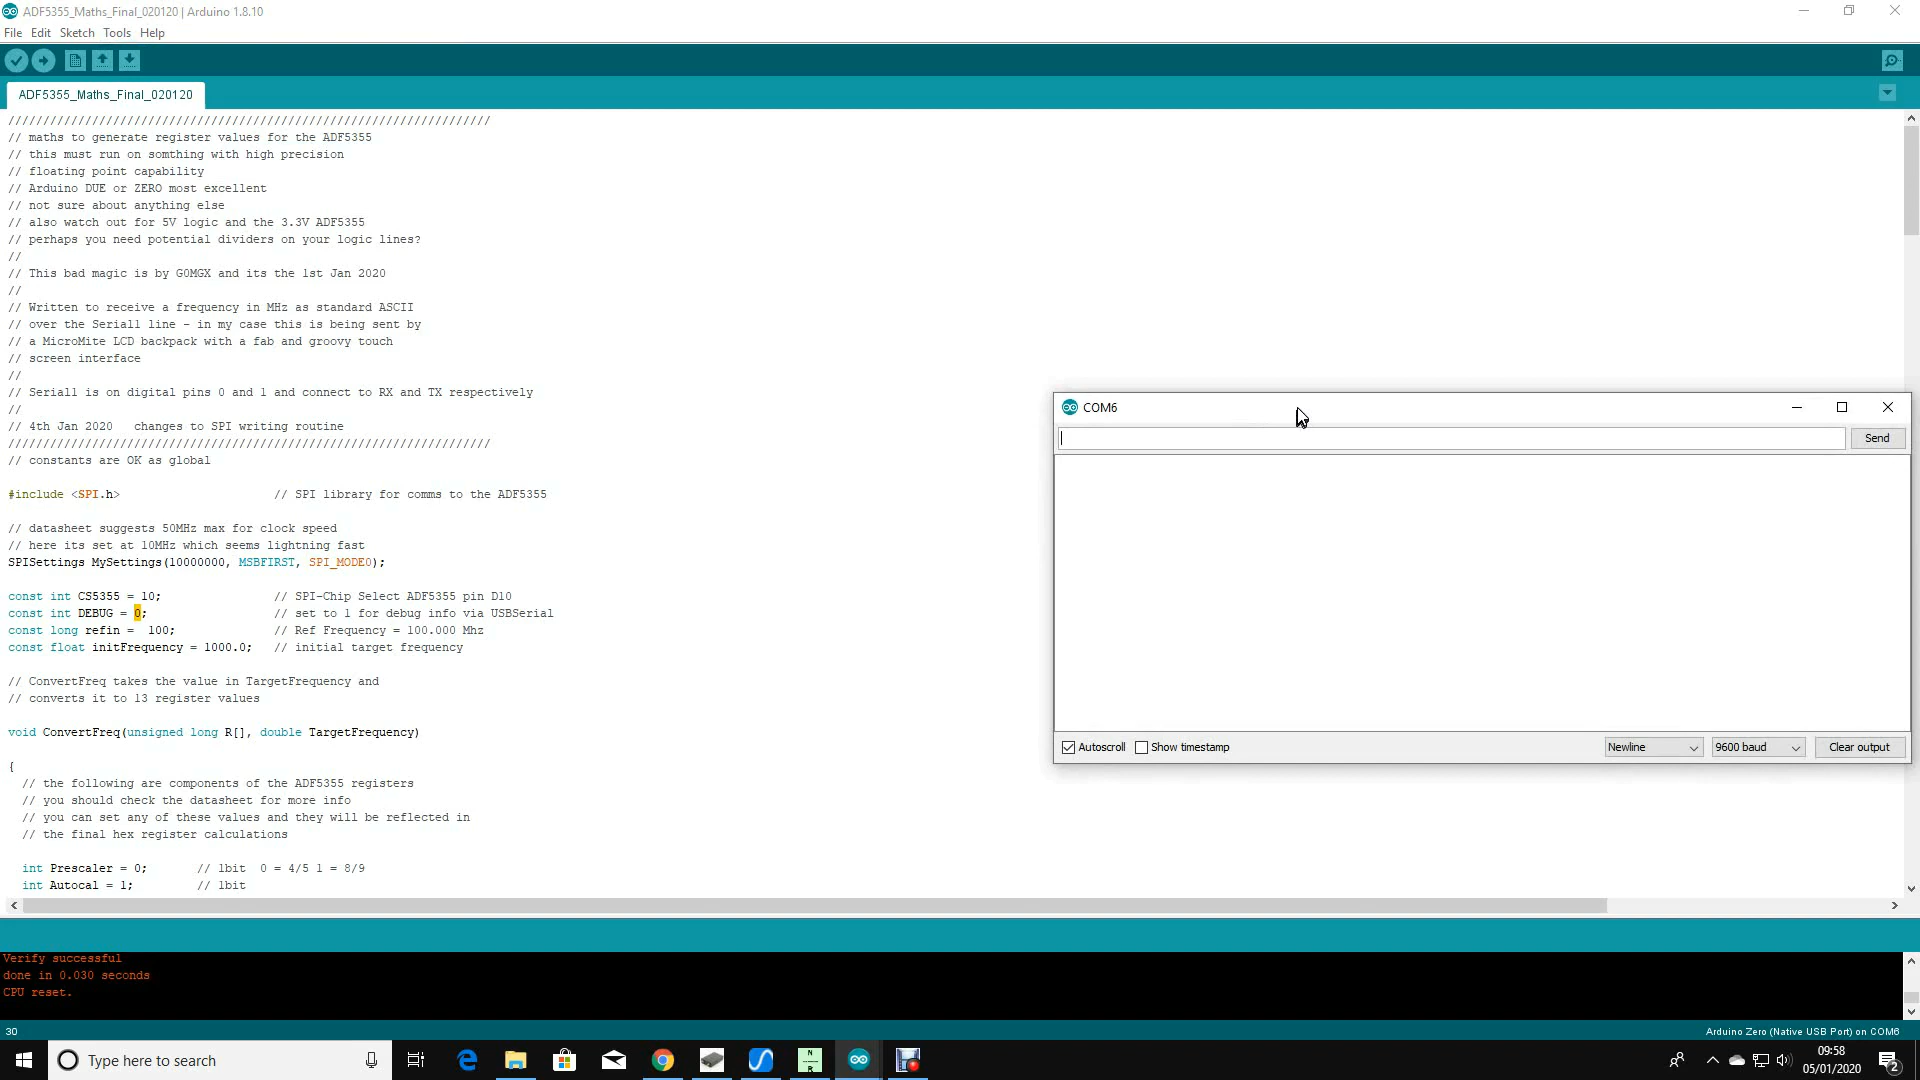 ADF5355_Maths_Final_020120 | Arduino 1.8.10
File Edit Sketch Tools Help
ADF5355_Maths_Final_020120
/////////////////////////////////////////////////////////////////////
// maths to generate register values for the ADF5355
// this must run on somthing with high precision
// floating point capability
// Arduino DUE or ZERO most excellent
// not sure about anything else
// also watch out for 5V logic and the 3.3V ADF5355
// perhaps you need potential dividers on your logic lines?
//
// This bad magic is by G0MGX and its the 1st Jan 2020
//
// Written to receive a frequency in MHz as standard ASCII
// over the Serial1 line - in my case this is being sent by
// a MicroMite LCD backpack with a fab and groovy touch
// screen interface
//
// Serial1 is on digital pins 0 and 1 and connect to RX and TX respectively
//
// 4th Jan 2020   changes to SPI writing routine
/////////////////////////////////////////////////////////////////////
// constants are OK as global
#include <SPI.h>                      // SPI library for comms to the ADF5355
// datasheet suggests 50MHz max for clock speed
// here its set at 10MHz which seems lightning fast
SPISettings MySettings(10000000, MSBFIRST, SPI_MODE0);
const int CS5355 = 10;                // SPI-Chip Select ADF5355 pin D10
const int DEBUG = 0;                  // set to 1 for debug info via USBSerial
const long refin =  100;              // Ref Frequency = 100.000 Mhz
const float initFrequency = 1000.0;   // initial target frequency
// ConvertFreq takes the value in TargetFrequency and
// converts it to 13 register values
void ConvertFreq(unsigned long R[], double TargetFrequency)
{
// the following are components of the ADF5355 registers
// you should check the datasheet for more info
// you can set any of these values and they will be reflected in
// the final hex register calculations
int Prescaler = 0;       // 1bit  0 = 4/5 1 = 8/9
int Autocal = 1;         // 1bit
COM6
Send
Autoscroll Show timestamp Newline 9600 baud Clear output
Verify successful
done in 0.030 seconds
CPU reset.
30 Arduino Zero (Native USB Port) on COM6
Type here to search
N
R
09:58
05/01/2020
2